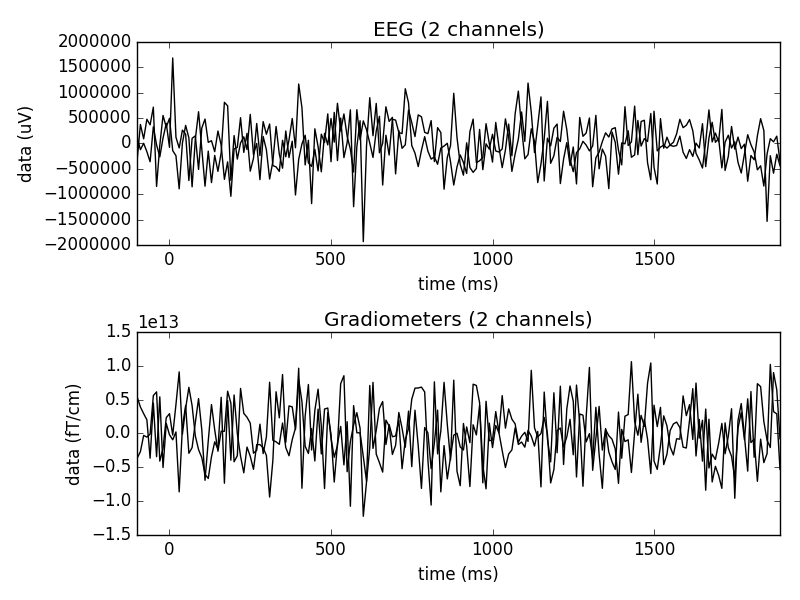 EEG (2 channels)
2000000
1500000
1000000
500000
0
−500000
−1000000
−1500000
−2000000
data (uV)
0 500 1000 1500
time (ms)
Gradiometers (2 channels)
1e13
1.5
1.0
0.5
0.0
−0.5
−1.0
−1.5
data (fT/cm)
0 500 1000 1500
time (ms)